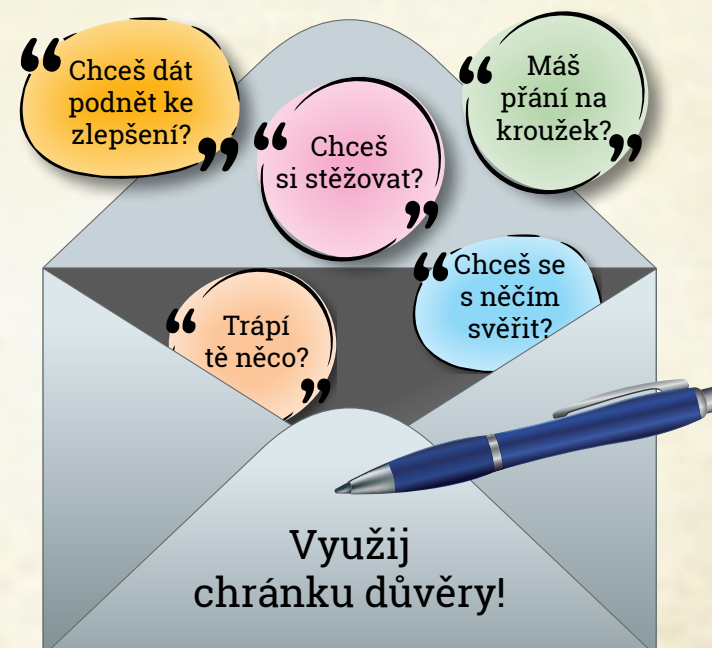 “Chceš dát
podnět ke
zlepšení?”
“Chceš
si stěžovat?”
“Máš
přání na
kroužek?”
“Chceš se
s něčím
svěřit?
“Trápí
tě něco?”
Využij
chránku důvěry!